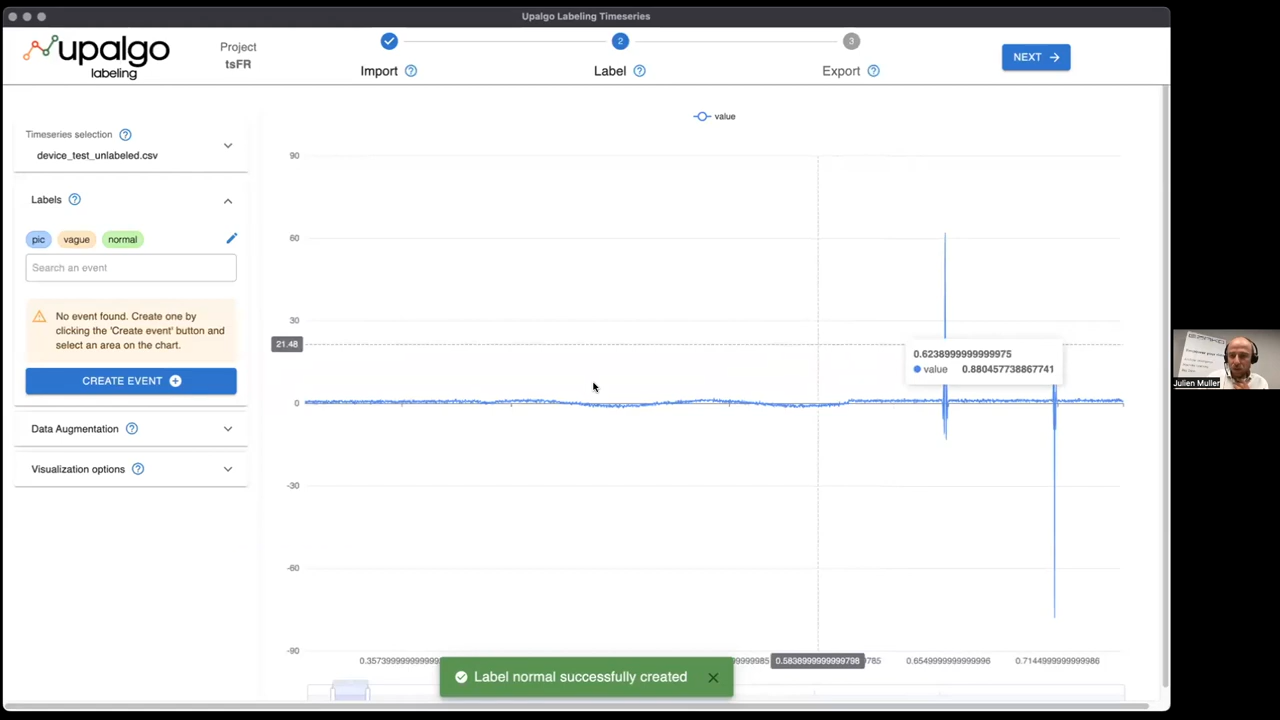 Upalgo Labeling Timeseries
upalgo
labeling
Project
tsFR
2
3
Import ?
Label ?
Export ?
NEXT
Timeseries selection ?
device_test_unlabeled.csv
Labels ?
pic vague normal
Search an event
No event found. Create one by
clicking the 'Create event' button and
select an area on the chart.
CREATE EVENT
Data Augmentation ?
Visualization options ?
value
90
60
30
21.48
0
-30
-60
-90
0.6238999999999975
value 0.880457738867741
0.5838999999999798
0.6549999999999996
0.7144999999999986
Label normal successfully created
Julien Muller